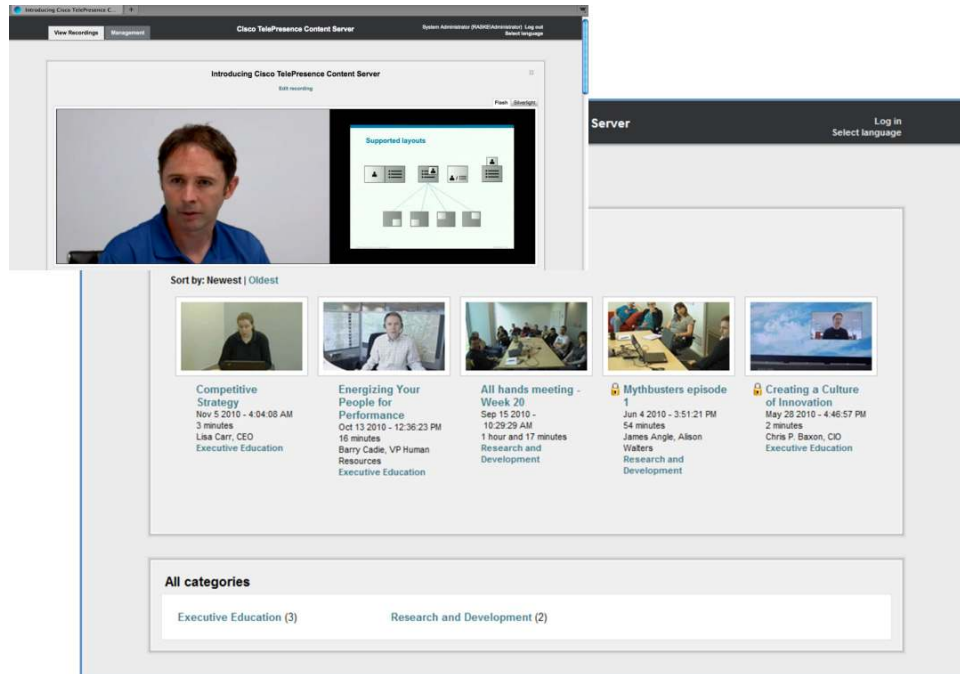 Introducing Cisco TelePresence C...
View Recordings
Management
Cisco TelePresence Content Server
System Administrator (RABIKE\Administrator) Log out
Select language
Introducing Cisco TelePresence Content Server
Edit recording
Flash Silverlight
Supported layouts
Server
Log in
Select language
Sort by: Newest | Oldest
Competitive
Strategy
Nov 5 2010 - 4:04:08 AM
3 minutes
Lisa Carr, CEO
Executive Education
Energizing Your
People for
Performance
Oct 13 2010 - 12:36:23 PM
16 minutes
Barry Cadie, VP Human
Resources
Executive Education
All hands meeting -
Week 20
Sep 15 2010 -
10:29:29 AM
1 hour and 17 minutes
Research and
Development
Mythbusters episode
1
Jun 4 2010 - 3:51:21 PM
54 minutes
James Angle, Alison
Walters
Research and
Development
Creating a Culture
of Innovation
May 28 2010 - 4:46:57 PM
2 minutes
Chris P. Baxon, CIO
Executive Education
All categories
Executive Education (3)
Research and Development (2)